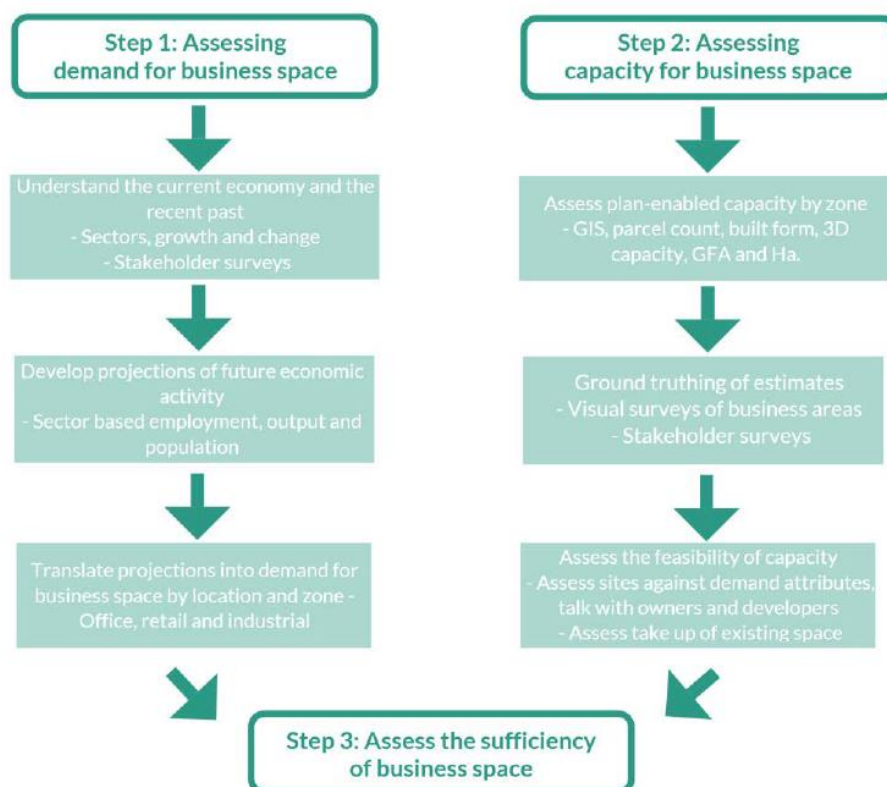 Step 1: Assessing
demand for business space
Understand the current economy and the
recent past
- Sectors, growth and change
- Stakeholder surveys
Develop projections of future economic
activity
- Sector based employment, output and
population
Translate projections into demand for
business space by location and zone -
Office, retail and industrial
Step 2: Assessing
capacity for business space
Assess plan-enabled capacity by zone
- GIS, parcel count, built form, 3D
capacity, GFA and Ha.
Ground truthing of estimates
- Visual surveys of business areas
- Stakeholder surveys
Assess the feasibility of capacity
- Assess sites against demand attributes,
talk with owners and developers
- Assess take up of existing space
Step 3: Assess the sufficiency
of business space